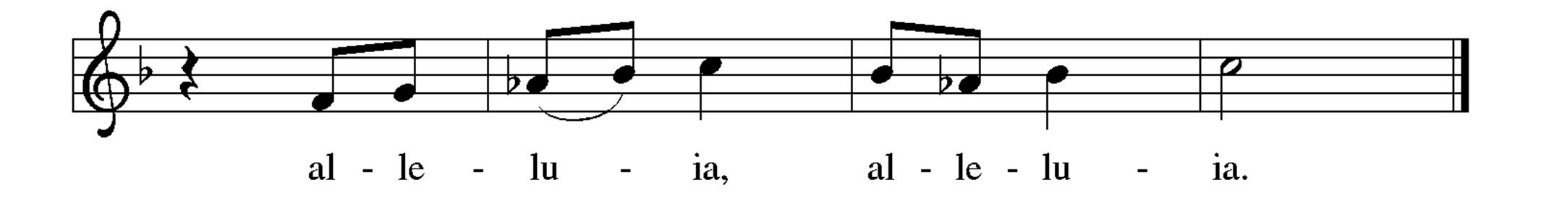 al - le - lu - ia, al - le - lu - ia.